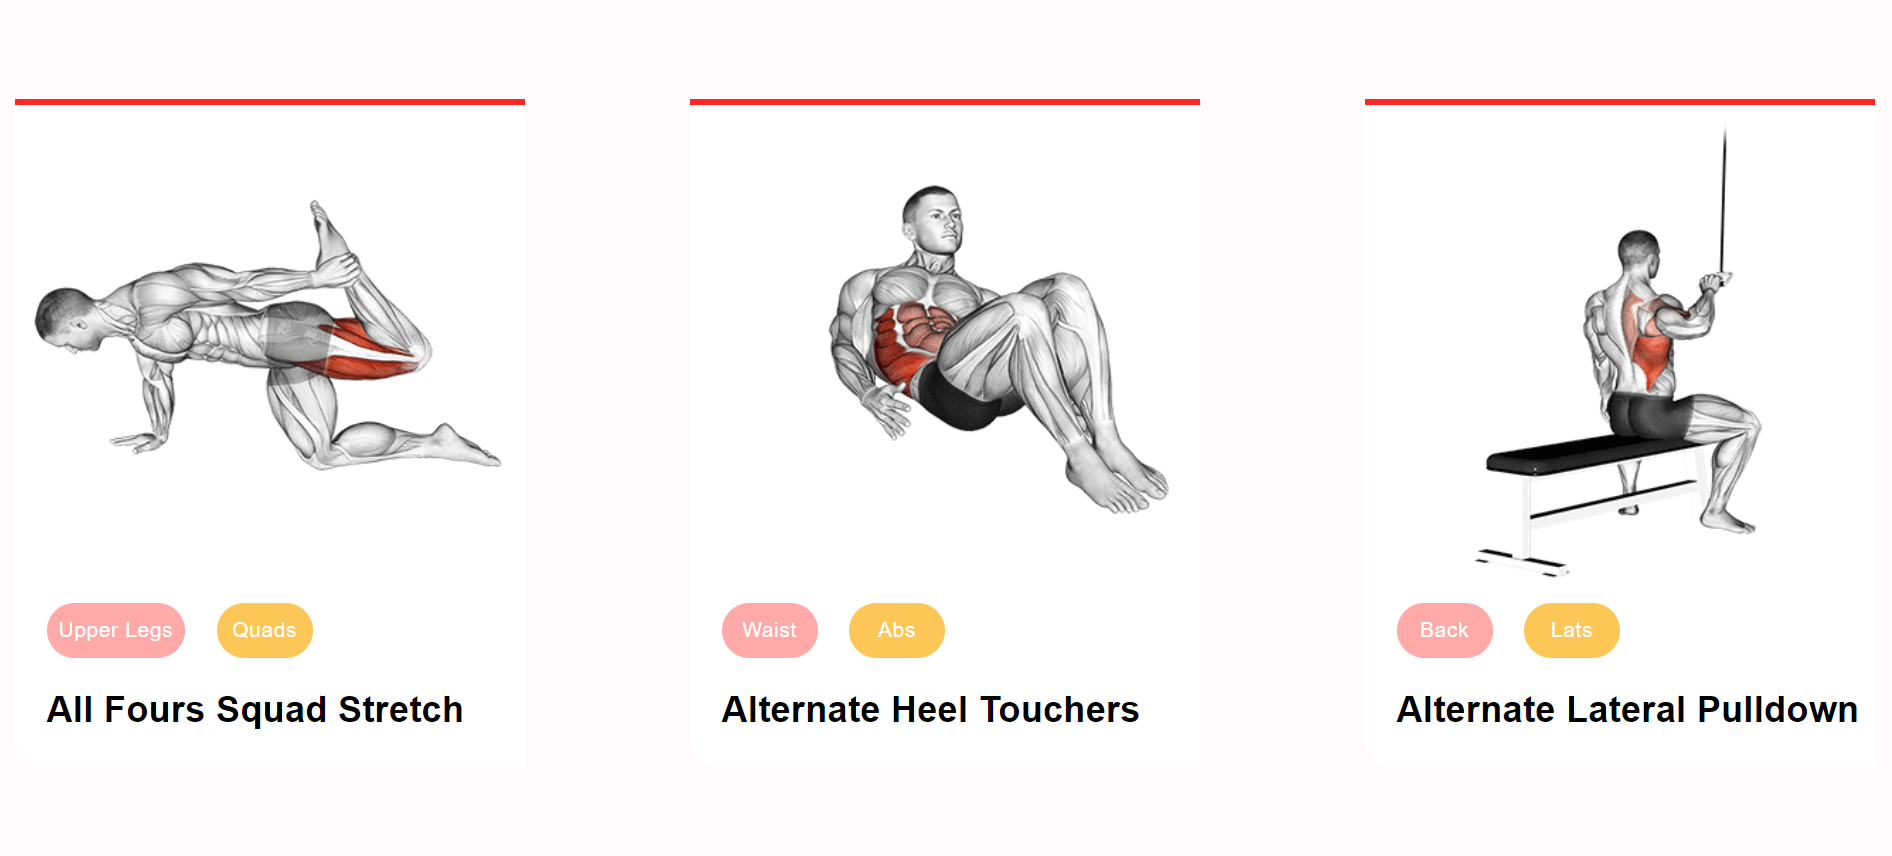 Upper Legs
Quads
All Fours Squad Stretch
Waist
Abs
Alternate Heel Touchers
Back
Lats
Alternate Lateral Pulldown